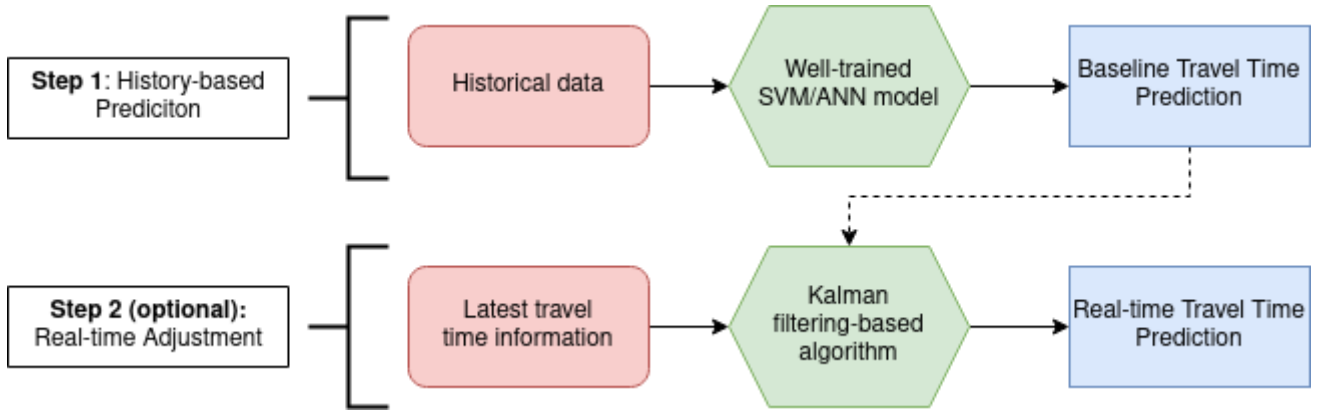 Step 1: History-based
Prediciton
Historical data
Well-trained
SVM/ANN model
Baseline Travel Time
Prediction
Step 2 (optional):
Real-time Adjustment
Latest travel
time information
Kalman
filtering-based
algorithm
Real-time Travel Time
Prediction